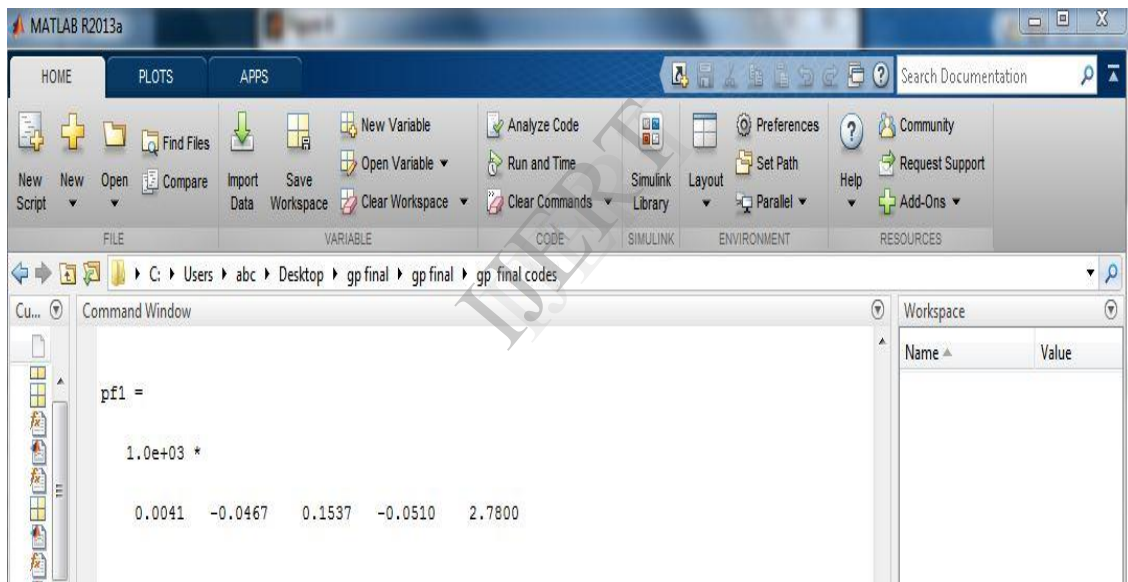 MATLAB R2013a
HOME PLOTS APPS
Search Documentation
New Script
New
Open
Find Files
Compare
FILE
Import Data
Save Workspace
New Variable
Open Variable
Clear Workspace
VARIABLE
Analyze Code
Run and Time
Clear Commands
CODE
Simulink Library
SIMULINK
Layout
Preferences
Set Path
Parallel
ENVIRONMENT
Help
Community
Request Support
Add-Ons
RESOURCES
C: Users abc Desktop gp final gp final gp final codes
Cu... Command Window Workspace
Name Value
pf1 =
1.0e+03 *
0.0041 -0.0467 0.1537 -0.0510 2.7800
IJERT